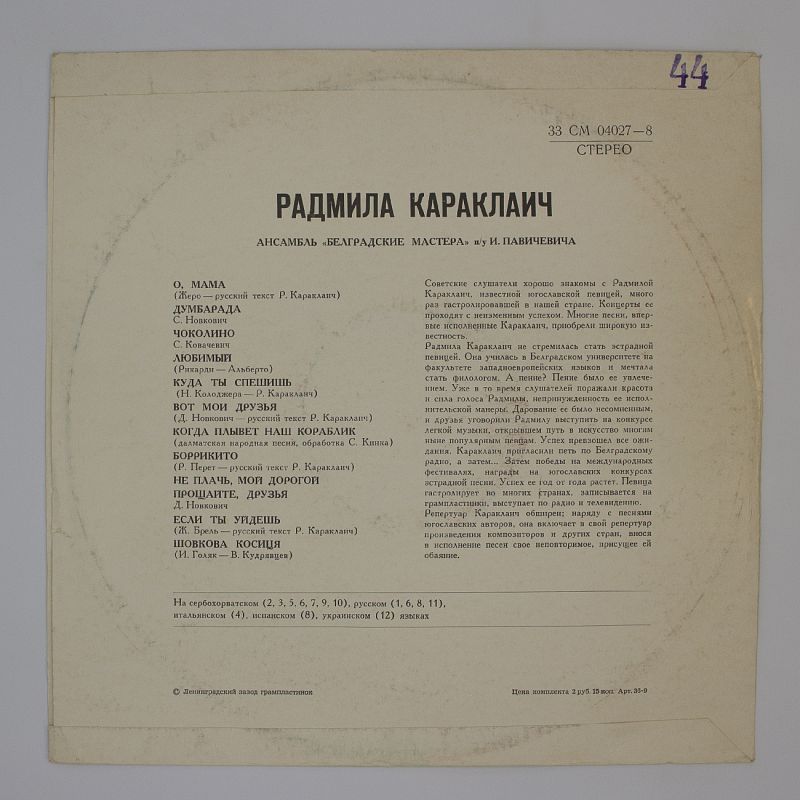 44
33 СМ 04027—8
СТЕРЕО
РАДМИЛА КАРАКЛАИЧ
АНСАМБЛЬ «БЕЛГРАДСКИЕ МАСТЕРА» п/у И. ПАВИЧЕВИЧА
О, МАМА
(Жеро — русский текст Р. Караклаич)
ДУМБАРАДА
С. Новкович
ЧОКОЛИНО
С. Ковачевич
ЛЮБИМЫЙ
(Рикарди — Альберто)
КУДА ТЫ СПЕШИШЬ
(Н. Колоджера — Р. Караклаич)
ВОТ МОИ ДРУЗЬЯ
(Д. Новкович — русский текст Р. Караклаич)
КОГДА ПЛЫВЕТ НАШ КОРАБЛИК
(далматская народная песня, обработка С. Кинка)
БОРРИКИТО
(Р. Перет — русский текст Р. Караклаич)
НЕ ПЛАЧЬ, МОЙ ДОРОГОЙ
ПРОЩАЙТЕ, ДРУЗЬЯ
Д. Новкович
ЕСЛИ ТЫ УЙДЕШЬ
(Ж. Брель — русский текст Р. Караклаич)
ШОВКОВА КОСИЦЯ
(И. Голяк — В. Кудрявцев)
Советские слушатели хорошо знакомы с Радмилой
Караклаич, известной югославской певицей, много
раз гастролировавшей в нашей стране. Концерты ее
проходят с неизменным успехом. Многие песни, впер-
вые исполненные Караклаич, приобрели широкую из-
вестность.
Радмила Караклаич не стремилась стать эстрадной
певицей. Она училась в Белградском университете на
факультете западноевропейских языков и мечтала
стать филологом. А пение? Пение было ее увлече-
нием. Уже в то время слушателей поражали красота
и сила голоса Радмилы, непринужденность ее испол-
нительской манеры. Дарование ее было несомненным,
и друзья уговорили Радмилу выступить на конкурсе
легкой музыки, открывшем путь в искусство многим
ныне популярным певцам. Успех превзошел все ожи-
дания, Караклаич пригласили петь по Белградскому
радио, а затем... Затем победы на международных
фестивалях, награды на югославских конкурсах
эстрадной песни. Успех ее год от года растет. Певица
гастролирует во многих странах, записывается на
грампластинки, выступает по радио и телевидению.
Репертуар Караклаич обширен; наряду с песнями
югославских авторов, она включает в свой репертуар
произведения композиторов и других стран, внося
в исполнение песен свое неповторимое, присущее ей
обаяние.
На сербохорватском (2, 3, 5, 6, 7, 9, 10), русском (1, 6, 8, 11),
итальянском (4), испанском (8), украинском (12) языках
© Ленинградский завод грампластинок
Цена комплекта 2 руб. 15 коп. Арт. 36-9